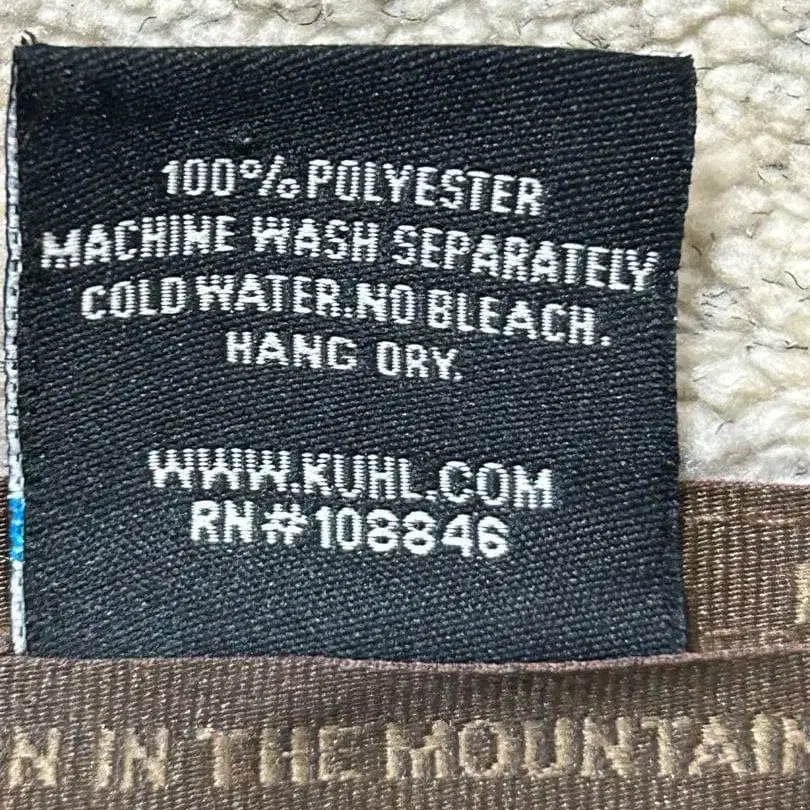 100% POLYESTER
MACHINE WASH SEPARATELY
COLD WATER.NO BLEACH.
HANG DRY.
WWW.KUHL.COM
RN#108846
N IN THE MOUNTAIN